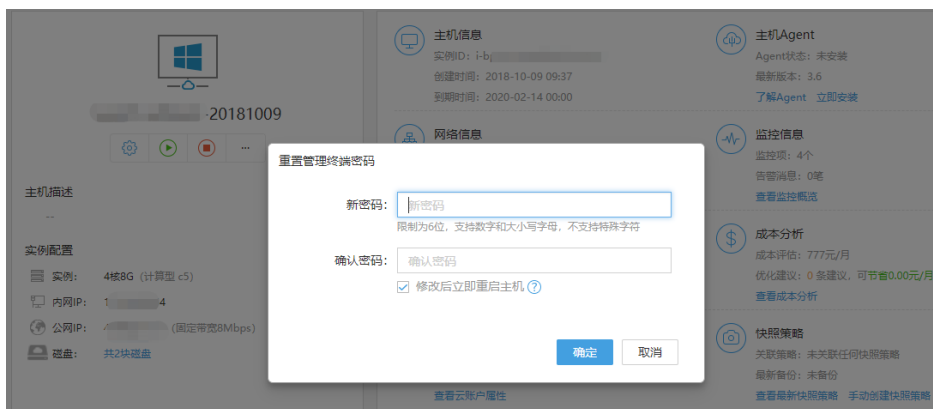 -20181009
主机描述
--
实例配置
实例： 4核8G（计算型 c5）
内网IP： 1 4
公网IP： （固定带宽8Mbps）
磁盘： 共2块磁盘
主机信息
实例ID：i-b
创建时间：2018-10-09 09:37
到期时间：2020-02-14 00:00
网络信息
查看云账户属性
主机Agent
Agent状态：未安装
最新版本：3.6
了解Agent 立即安装
监控信息
监控项：4个
告警消息：0笔
查看监控概览
成本分析
成本评估：777元/月
优化建议：0 条建议，可节省0.00元/月
查看成本分析
快照策略
关联策略：未关联任何快照策略
最新备份：未备份
查看最新快照策略 手动创建快照策略
重置管理终端密码
新密码： 新密码
限制为6位，支持数字和大小写字母，不支持特殊字符
确认密码： 确认密码
修改后立即重启主机
确定 取消